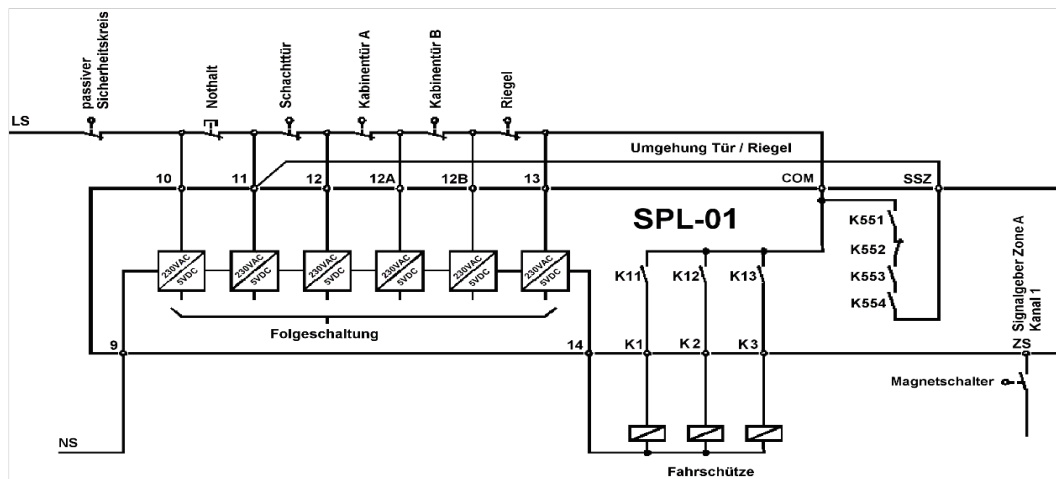 passiver
Sicherheitskreis
Nothalt
Schachttür
Kabinentür A
Kabinentür B
Riegel
LS
Umgehung Tür / Riegel
10
11
12
12A
12B
13
COM
SSZ
SPL-01
K551
K552
K553
K554
230VAC
5VDC
230VAC
5VDC
230VAC
5VDC
230VAC
5VDC
230VAC
5VDC
230VAC
5VDC
K11
K12
K13
Signalgeber Zone A
Kanal 1
Folgeschaltung
9
14
K1
K2
K3
ZS
Magnetschalter
NS
Fahrschütze